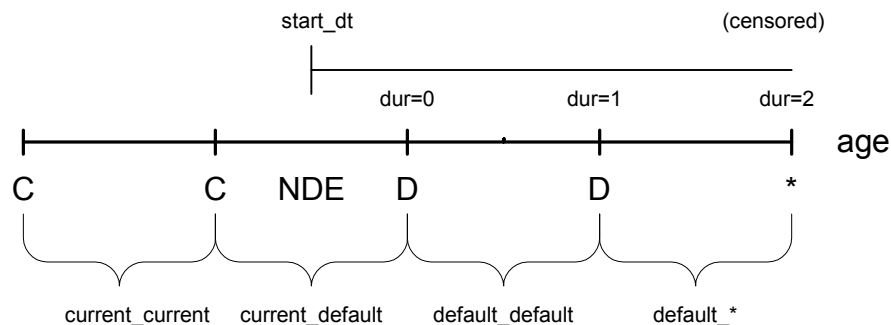 start_dt (censored)
dur=0 dur=1 dur=2
age
C C NDE D D *
current_current current_default default_default default_*